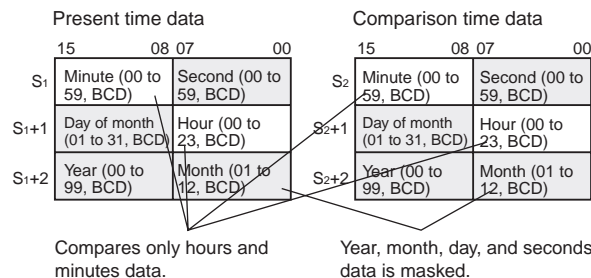 Present time data
Comparison time data
15 08 07 00
15 08 07 00
S1 Minute (00 to 59, BCD) Second (00 to 59, BCD)
S2 Minute (00 to 59, BCD) Second (00 to 59, BCD)
S1+1 Day of month (01 to 31, BCD) Hour (00 to 23, BCD)
S2+1 Day of month (01 to 31, BCD) Hour (00 to 23, BCD)
S1+2 Year (00 to 99, BCD) Month (01 to 12, BCD)
S2+2 Year (00 to 99, BCD) Month (01 to 12, BCD)
Compares only hours and
minutes data.
Year, month, day, and seconds
data is masked.